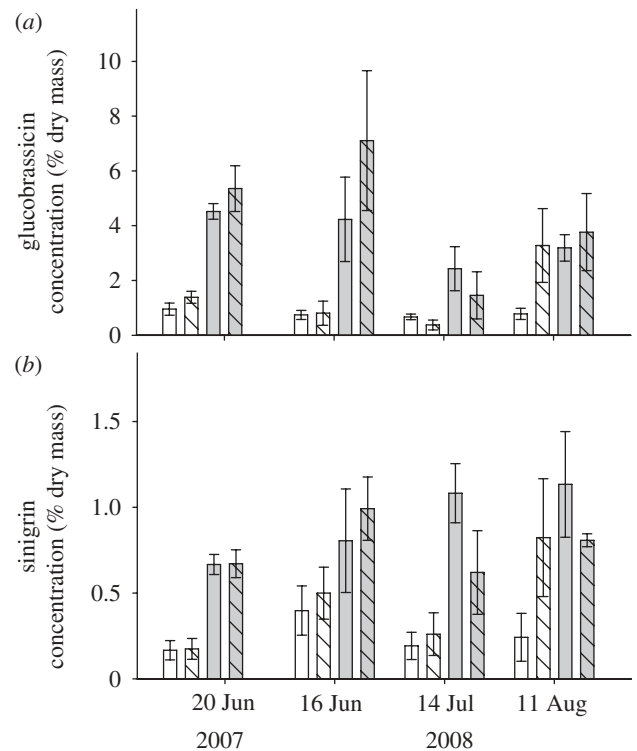 (a)
10
8
6
4
2
0
glucobrassicin
concentration (% dry mass)
(b)
1.5
1.0
0.5
0
sinigrin
concentration (% dry mass)
20 Jun 16 Jun 14 Jul 11 Aug
2007 2008